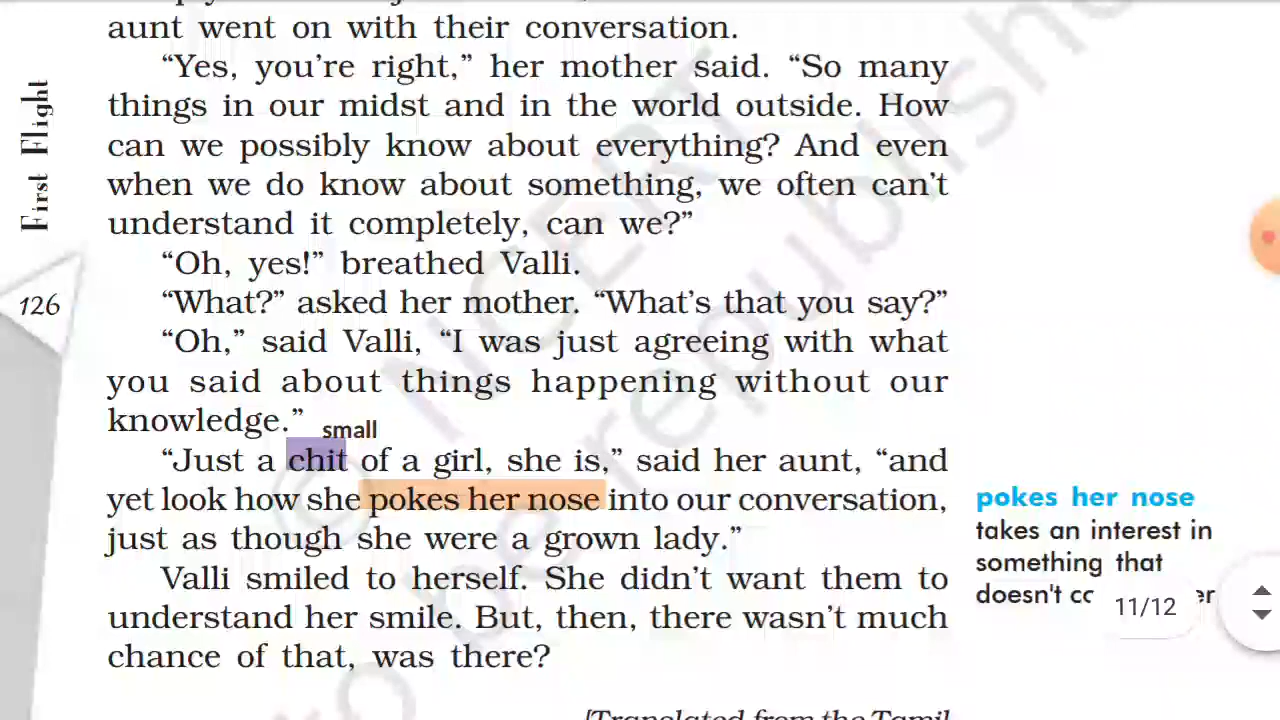 aunt went on with their conversation.
“Yes, you’re right,” her mother said. “So many
things in our midst and in the world outside. How
can we possibly know about everything? And even
when we do know about something, we often can’t
understand it completely, can we?”
“Oh, yes!” breathed Valli.
“What?” asked her mother. “What’s that you say?”
“Oh,” said Valli, “I was just agreeing with what
you said about things happening without our
knowledge.”
small
“Just a chit of a girl, she is,” said her aunt, “and
yet look how she pokes her nose into our conversation,
just as though she were a grown lady.”
Valli smiled to herself. She didn’t want them to
understand her smile. But, then, there wasn’t much
chance of that, was there?
[Translated from the Tamil
First Flight
126
pokes her nose
takes an interest in
something that
doesn't
11/12
© NCERT
be republished